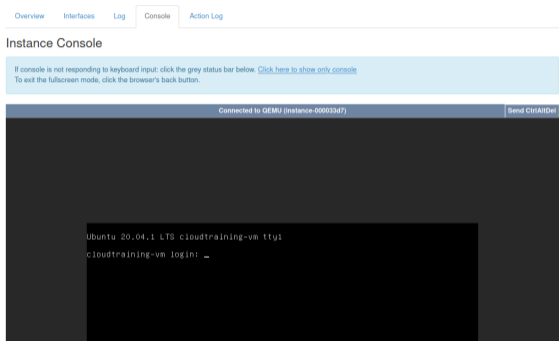 Overview Interfaces Log Console Action Log
Instance Console
If console is not responding to keyboard input: click the grey status bar below. Click here to show only console
To exit the fullscreen mode, click the browser's back button.
Connected to QEMU (instance-000033d7) Send CtrlAltDel
Ubuntu 20.04.1 LTS cloudtraining-vm tty1
cloudtraining-vm login: _